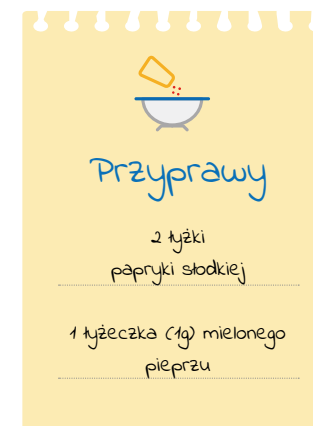 Przyprawy
2 łyżki
papryki słodkiej
1 łyżeczka (1g) mielonego
pieprzu